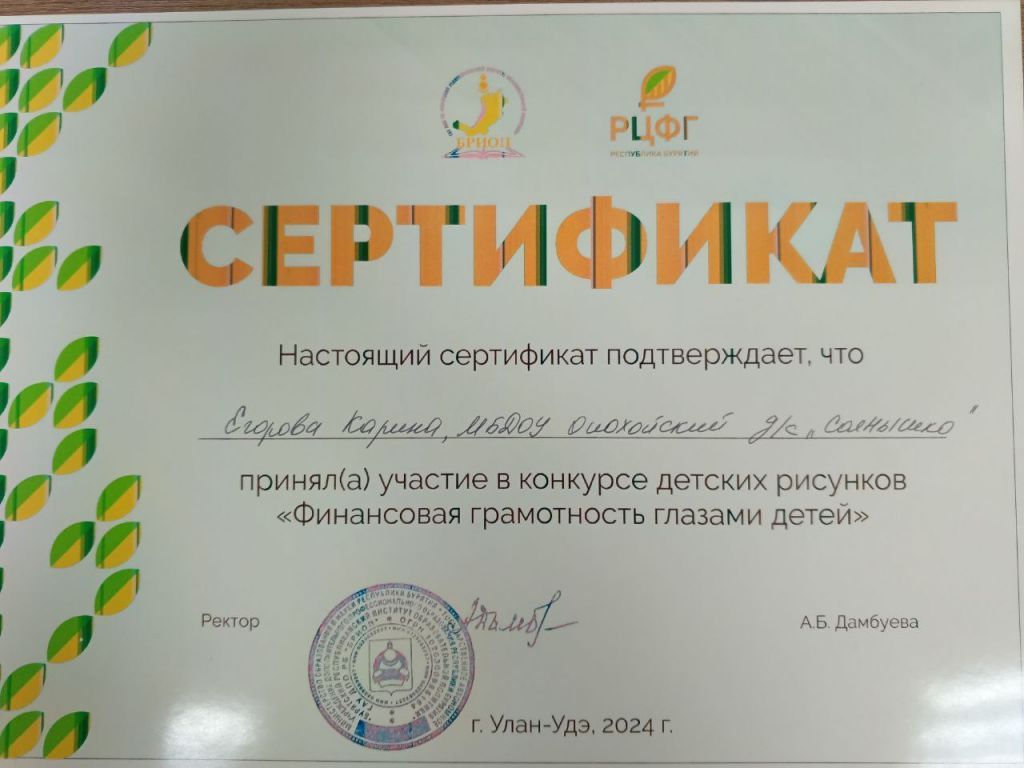 БРИОП
РЦФГ
РЕСПУБЛИКА БУРЯТИЯ
СЕРТИФИКАТ
Настоящий сертификат подтверждает, что
Егорова Карина, МБДОУ Олохойский д/с „Солнышко"
принял(а) участие в конкурсе детских рисунков
«Финансовая грамотность глазами детей»
Ректор
А.Б. Дамбуева
г. Улан-Удэ, 2024 г.